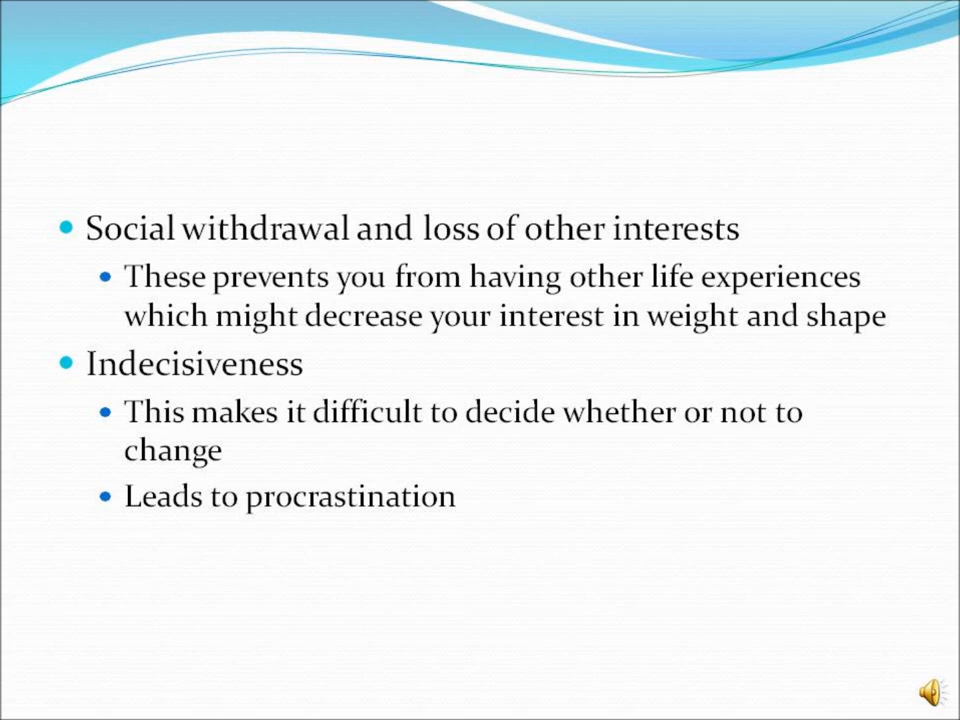 Social withdrawal and loss of other interests
These prevents you from having other life experiences
which might decrease your interest in weight and shape
Indecisiveness
This makes it difficult to decide whether or not to
change
Leads to procrastination